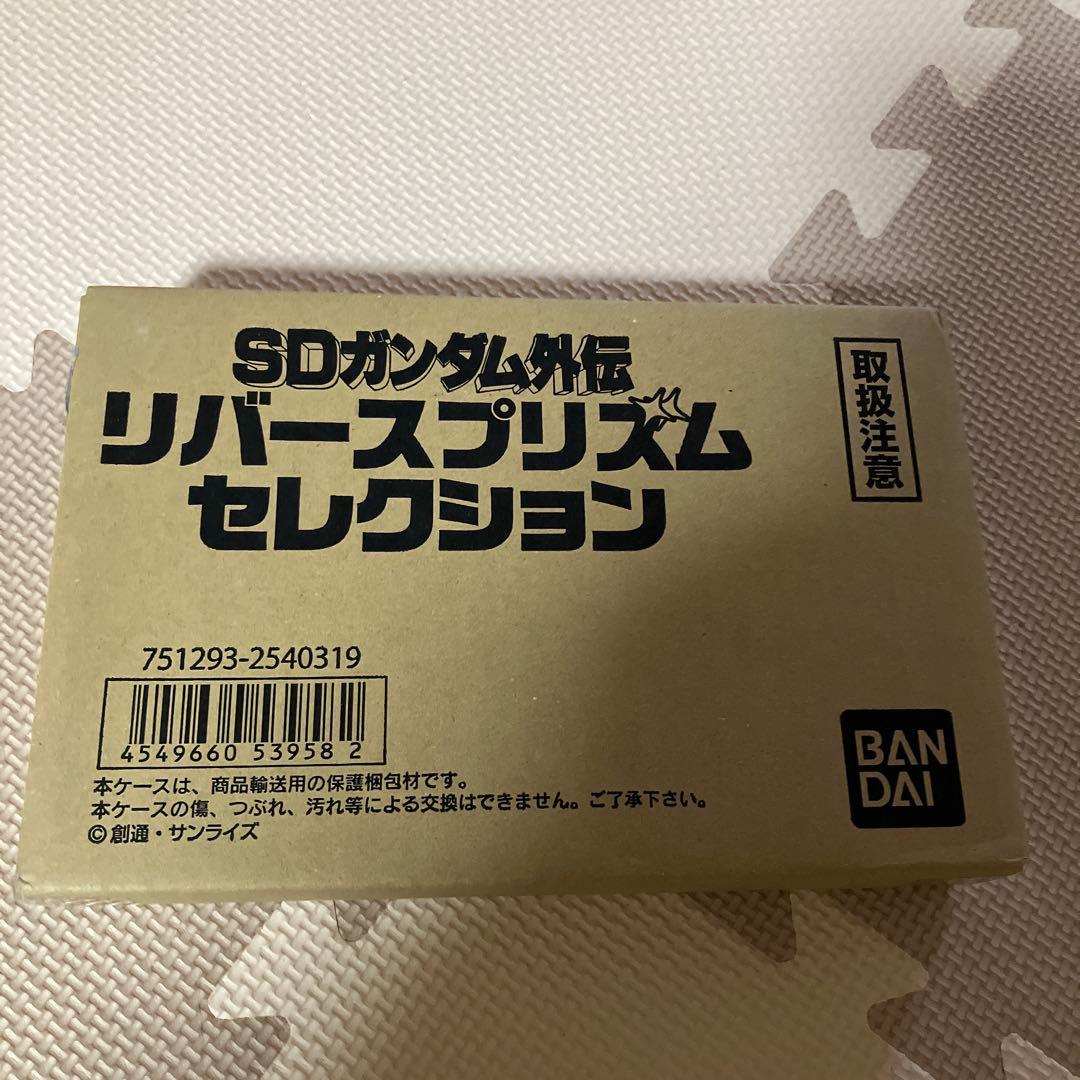 SDガンダム外伝
リバースプリズム
セレクション
取扱注意
751293-2540319
4549660 53958 2
本ケースは、商品輸送用の保護梱包材です。
本ケースの傷、つぶれ、汚れ等による交換はできません。ご了承下さい。
©創通・サンライズ
BAN
DAI